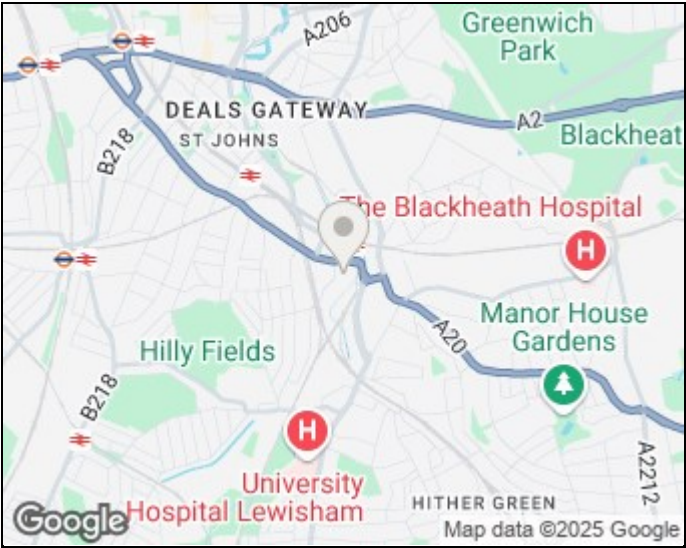 A206
Greenwich
Park
DEALS GATEWAY
A2
B218
ST JOHNS
Blackheat
The Blackheath Hospital
H
Manor House
Gardens
A20
Hilly Fields
B218
H
University
Hospital Lewisham
A2212
HITHER GREEN
Google
Map data ©2025 Google